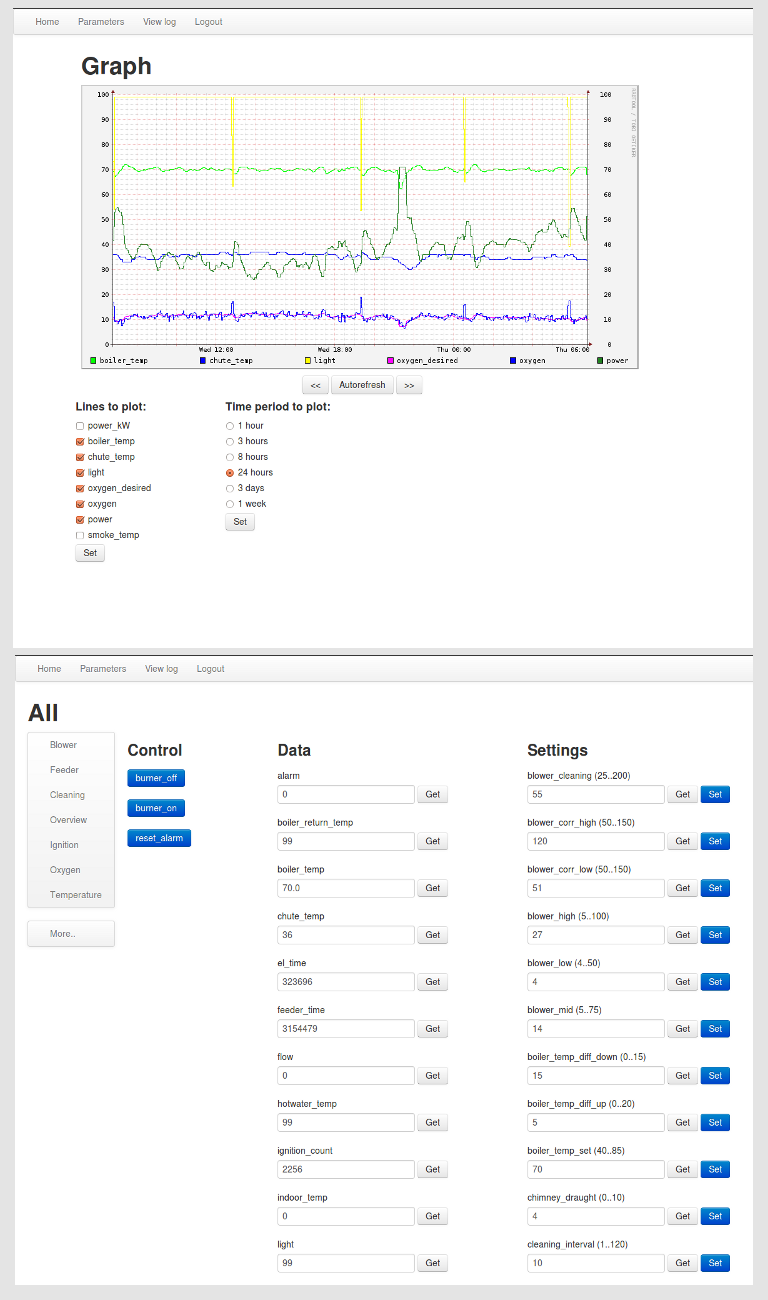 Home Parameters View log Logout
Graph
100 100
90 90
80 80
70 70
60 60
50 50
40 40
30 30
20 20
10 10
0 0
Wed 12:00 Wed 18:00 Thu 00:00 Thu 06:00
boiler_temp chute_temp light oxygen_desired oxygen power
<< Autorefresh >>
Lines to plot: Time period to plot:
power_kW 1 hour
boiler_temp 3 hours
chute_temp 8 hours
light 24 hours
oxygen_desired 3 days
oxygen 1 week
power Set
smoke_temp
Set
Home Parameters View log Logout
All
Blower
Feeder
Cleaning
Overview
Ignition
Oxygen
Temperature
More..
Control
burner_off
burner_on
reset_alarm
Data
alarm
0 Get
boiler_return_temp
99 Get
boiler_temp
70.0 Get
chute_temp
36 Get
el_time
323696 Get
feeder_time
3154479 Get
flow
0 Get
hotwater_temp
99 Get
ignition_count
2256 Get
indoor_temp
0 Get
light
99 Get
Settings
blower_cleaning (25..200)
55 Get Set
blower_corr_high (50..150)
120 Get Set
blower_corr_low (50..150)
51 Get Set
blower_high (5..100)
27 Get Set
blower_low (4..50)
4 Get Set
blower_mid (5..75)
14 Get Set
boiler_temp_diff_down (0..15)
15 Get Set
boiler_temp_diff_up (0..20)
5 Get Set
boiler_temp_set (40..85)
70 Get Set
chimney_draught (0..10)
4 Get Set
cleaning_interval (1..120)
10 Get Set